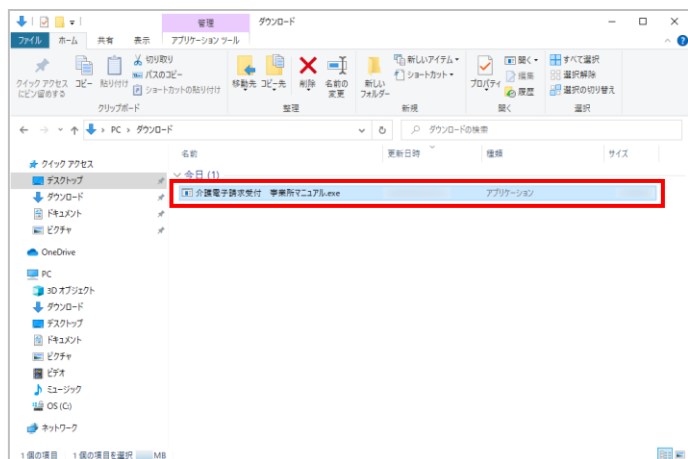 管理 ダウンロード
ファイル ホーム 共有 表示 アプリケーション ツール
クイック アクセスにピン留めする コピー 貼り付け 切り取り パスのコピー ショートカットの貼り付け
移動先 コピー先 削除 名前の変更 新しいフォルダー 新しいアイテム ショートカット
プロパティ 開く 編集 履歴 すべて選択 選択解除 選択の切り替え
クリップボード 整理 新規 開く 選択
PC ダウンロード ダウンロードの検索
名前 更新日時 種類 サイズ
今日 (1)
介護電子請求受付 事業所マニュアル.exe アプリケーション
クイック アクセス
デスクトップ
ダウンロード
ドキュメント
ピクチャ
OneDrive
PC
3D オブジェクト
ダウンロード
デスクトップ
ドキュメント
ピクチャ
ビデオ
ミュージック
OS (C:)
ネットワーク
1 個の項目 1 個の項目を選択 MB